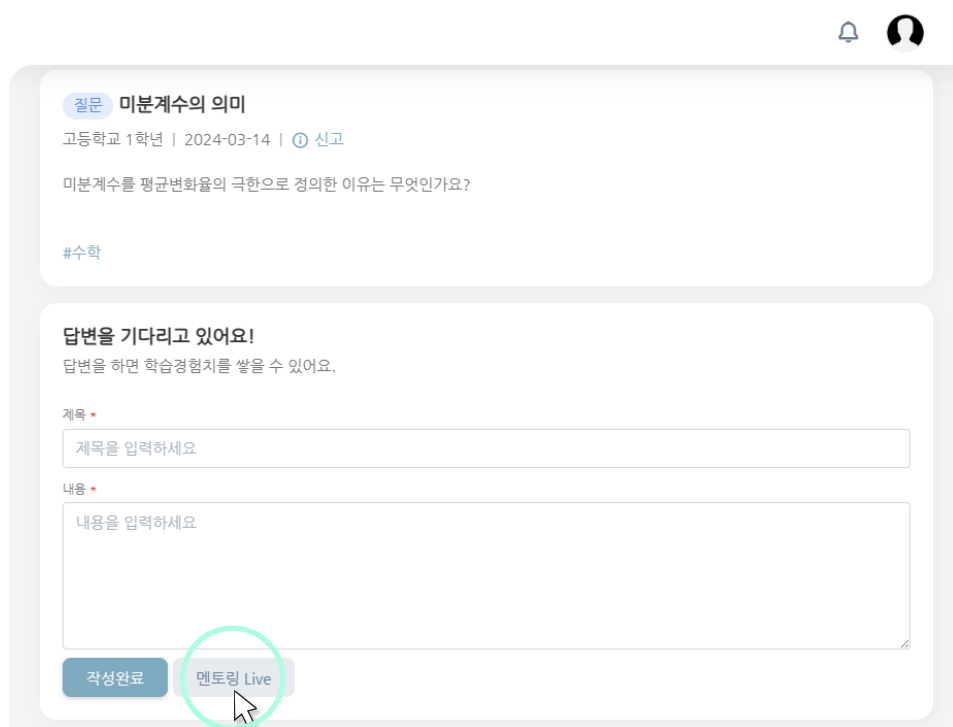 질문 미분계수의 의미
고등학교 1학년 | 2024-03-14 | 신고
미분계수를 평균변화율의 극한으로 정의한 이유는 무엇인가요?
#수학
답변을 기다리고 있어요!
답변을 하면 학습경험치를 쌓을 수 있어요.
제목 *
제목을 입력하세요
내용 *
내용을 입력하세요
작성완료 멘토링 Live